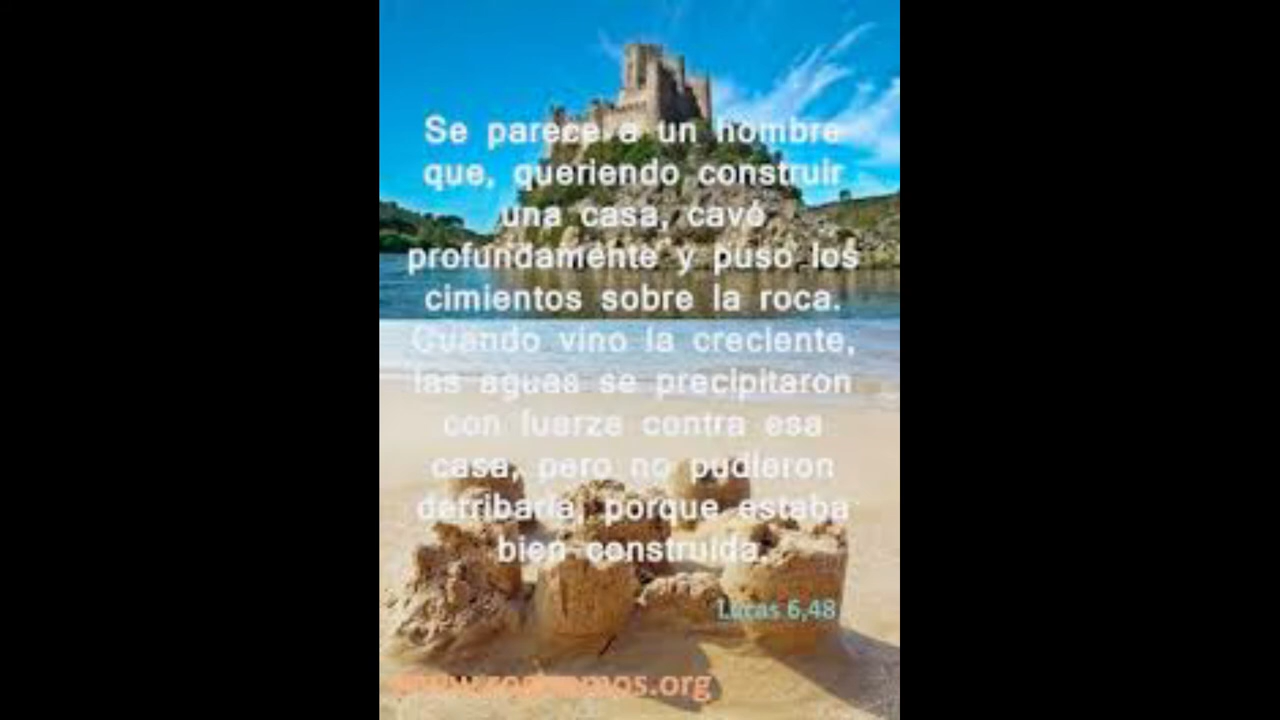 Se parece a un hombre
que, queriendo construir
una casa, cavó
profundamente y puso los
cimientos sobre la roca.
Cuando vino la creciente,
las aguas se precipitaron
con fuerza contra esa
casa, pero no pudieron
derribarla, porque estaba
bien construida.
Lucas 6,48